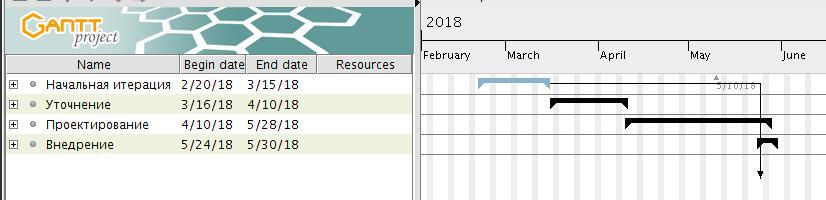 GANTT
project
2018
February March April May June
Name Begin date End date Resources
Начальная итерация 2/20/18 3/15/18
5/10/18
Уточнение 3/16/18 4/10/18
Проектирование 4/10/18 5/28/18
Внедрение 5/24/18 5/30/18